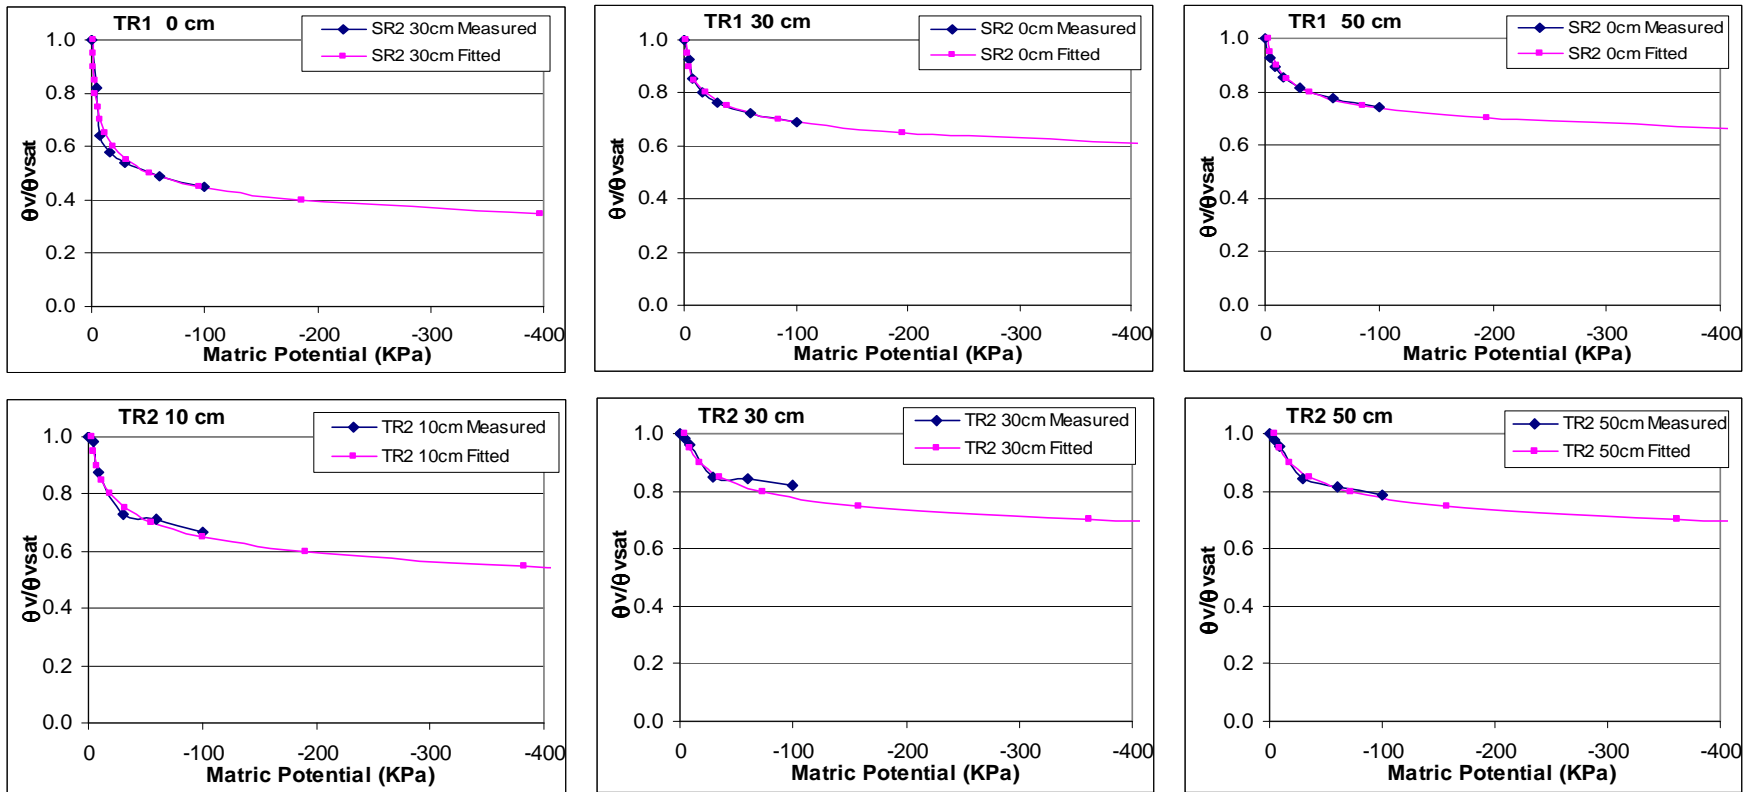 TR1 0 cm
SR2 30cm Measured
SR2 30cm Fitted
1.0
0.8
0.6
0.4
0.2
0.0
θv/θvsat
0 -100 -200 -300 -400
Matric Potential (KPa)
TR1 30 cm
SR2 0cm Measured
SR2 0cm Fitted
1.0
0.8
0.6
0.4
0.2
0.0
θv/θvsat
0 -100 -200 -300 -400
Matric Potential (KPa)
TR1 50 cm
SR2 0cm Measured
SR2 0cm Fitted
1.0
0.8
0.6
0.4
0.2
0.0
θv/θvsat
0 -100 -200 -300 -400
Matric Potential (KPa)
TR2 10 cm
TR2 10cm Measured
TR2 10cm Fitted
1.0
0.8
0.6
0.4
0.2
0.0
θv/θvsat
0 -100 -200 -300 -400
Matric Potential (KPa)
TR2 30 cm
TR2 30cm Measured
TR2 30cm Fitted
1.0
0.8
0.6
0.4
0.2
0.0
θv/θvsat
0 -100 -200 -300 -400
Matric Potential (KPa)
TR2 50 cm
TR2 50cm Measured
TR2 50cm Fitted
1.0
0.8
0.6
0.4
0.2
0.0
θv/θvsat
0 -100 -200 -300 -400
Matric Potential (KPa)